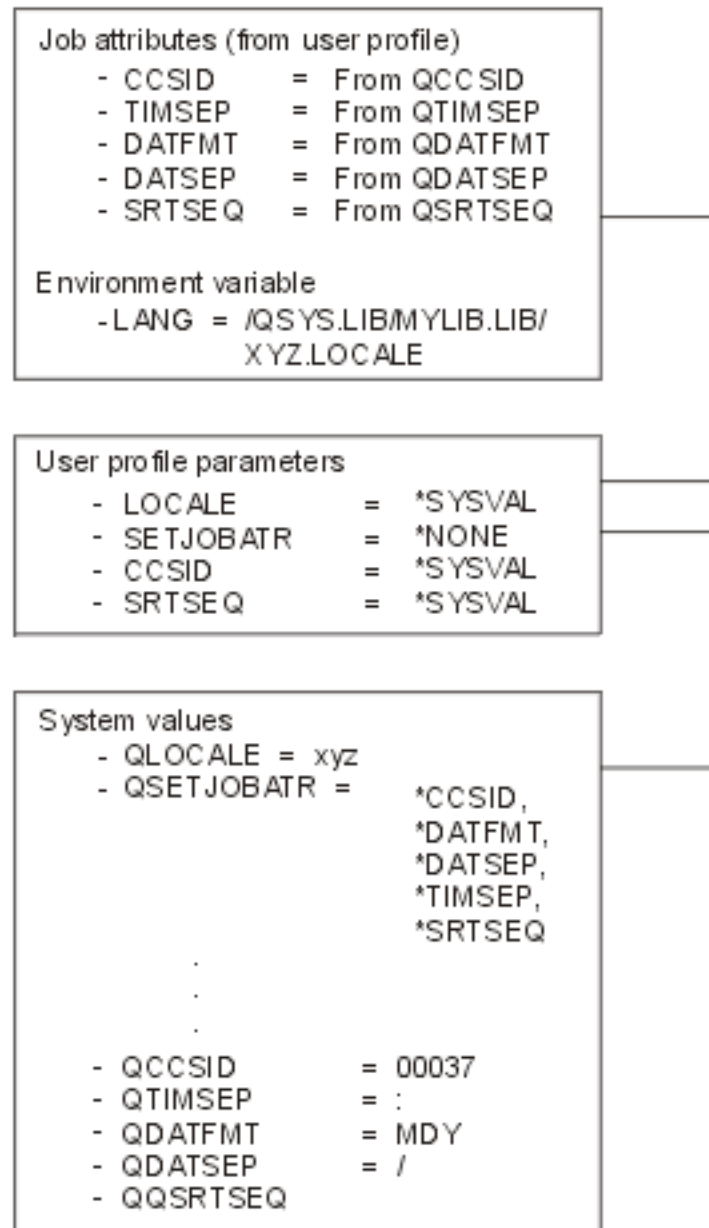 Job attributes (from user profile)
- CCSID = From QCCSID
- TIMSEP = From QTIMSEP
- DATFMT = From QDATFMT
- DATSEP = From QDATSEP
- SRTSEQ = From QSRTSEQ
Environment variable
- LANG = /QSYS.LIB/MYLIB.LIB/
XYZ.LOCALE
User profile parameters
- LOCALE = *SYSVAL
- SETJOBATR = *NONE
- CCSID = *SYSVAL
- SRTSEQ = *SYSVAL
System values
- QLOCALE = xyz
- QSETJOBATR = *CCSID,
*DATFMT,
*DATSEP,
*TIMSEP,
*SRTSEQ
.
.
.
- QCCSID = 00037
- QTIMSEP = :
- QDATFMT = MDY
- QDATSEP = /
- QQSRTSEQ